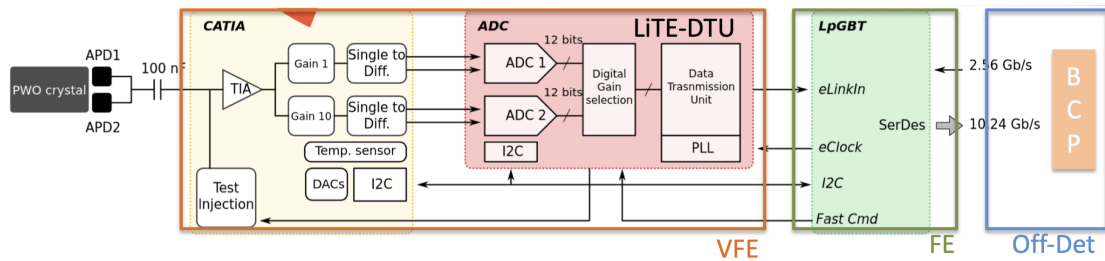 CATIA
ADC
LiTE-DTU
LpGBT
APD1
100 nF
PWO crystal
APD2
TIA
Gain 1
Single to
Diff.
Gain 10
Single to
Diff.
Temp. sensor
DACs
I2C
Test
Injection
12 bits
ADC 1
12 bits
ADC 2
I2C
Digital
Gain
selection
Data
Trasnmission
Unit
PLL
eLinkIn
SerDes
eClock
I2C
Fast Cmd
2.56 Gb/s
10.24 Gb/s
B
C
P
VFE
FE
Off-Det